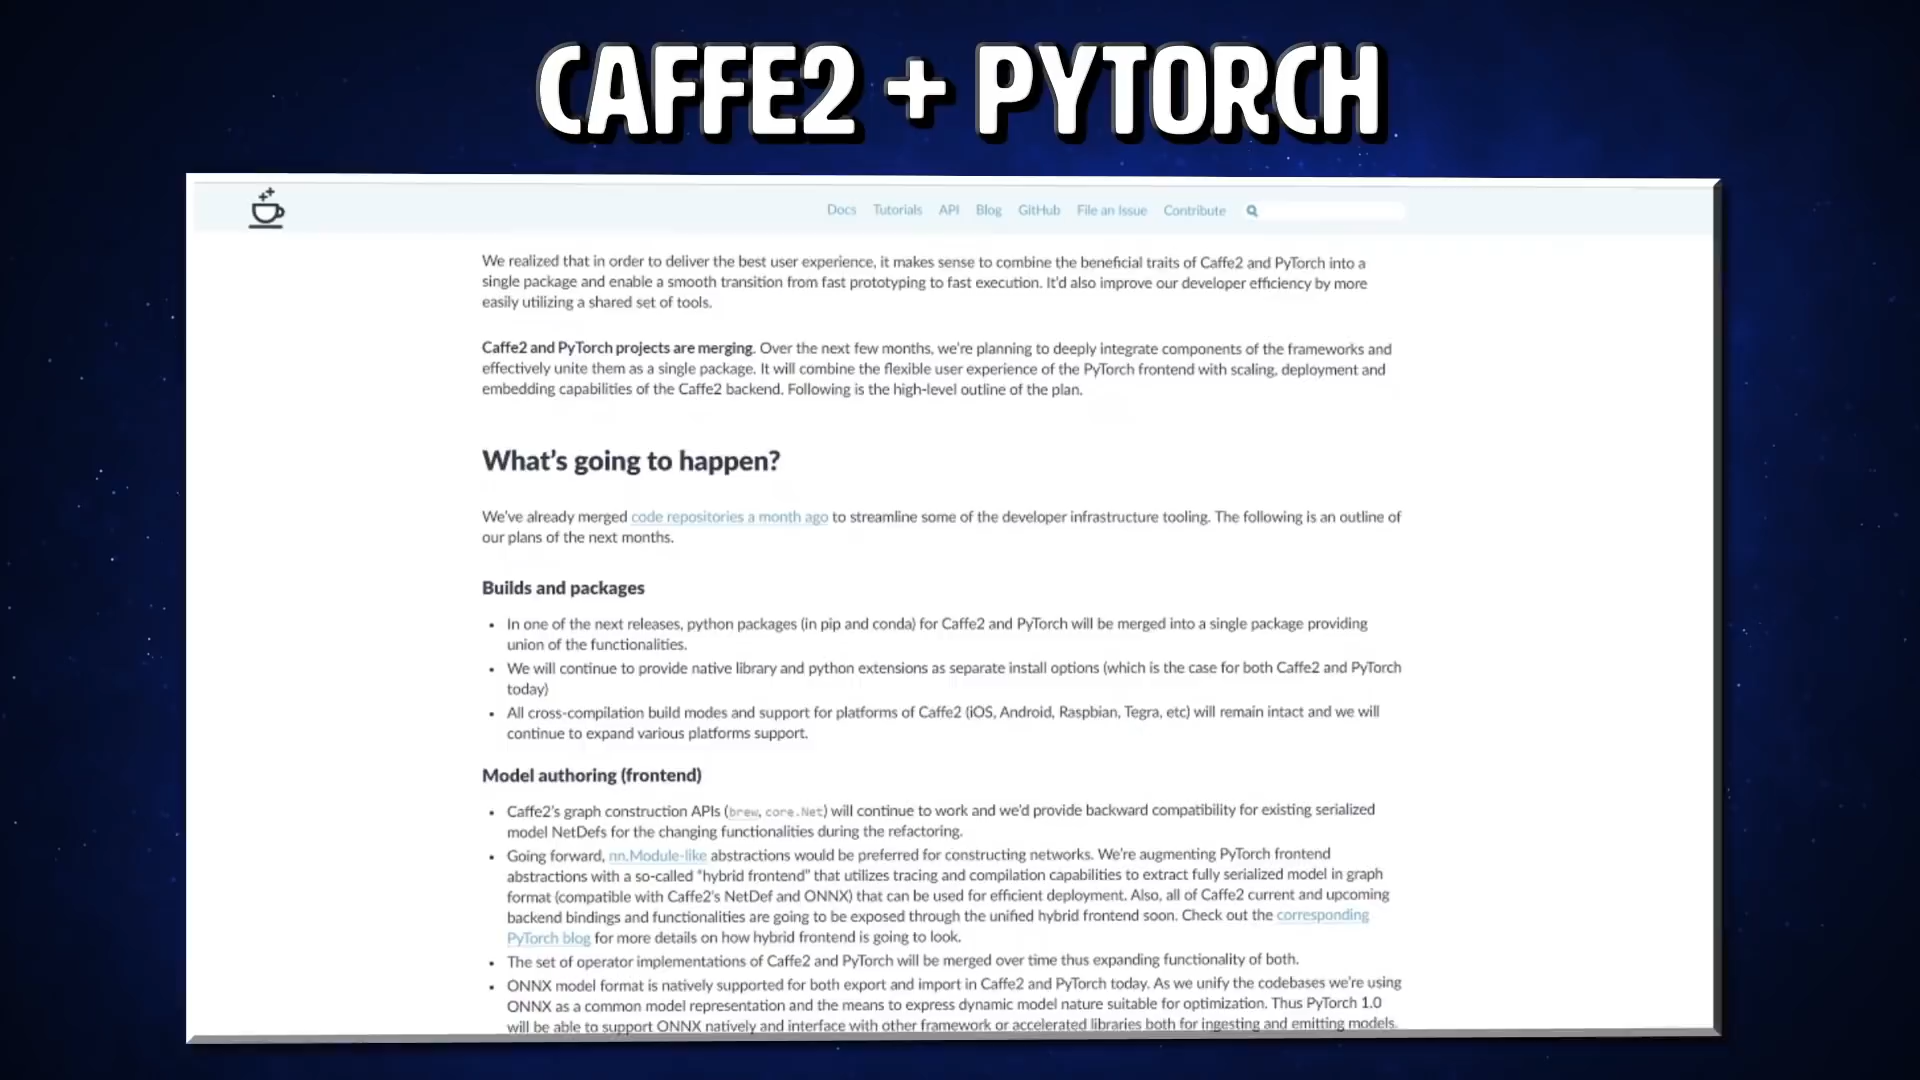 CAFFE2 + PYTORCH
Docs Tutorials API Blog GitHub File an Issue Contribute
We realized that in order to deliver the best user experience, it makes sense to combine the beneficial traits of Caffe2 and PyTorch into a
single package and enable a smooth transition from fast prototyping to fast execution. It'd also improve our developer efficiency by more
easily utilizing a shared set of tools.
Caffe2 and PyTorch projects are merging. Over the next few months, we're planning to deeply integrate components of the frameworks and
effectively unite them as a single package. It will combine the flexible user experience of the PyTorch frontend with scaling, deployment and
embedding capabilities of the Caffe2 backend. Following is the high-level outline of the plan.
What's going to happen?
We've already merged code repositories a month ago to streamline some of the developer infrastructure tooling. The following is an outline of
our plans of the next months.
Builds and packages
• In one of the next releases, python packages (in pip and conda) for Caffe2 and PyTorch will be merged into a single package providing
union of the functionalities.
• We will continue to provide native library and python extensions as separate install options (which is the case for both Caffe2 and PyTorch
today)
• All cross-compilation build modes and support for platforms of Caffe2 (iOS, Android, Raspbian, Tegra, etc) will remain intact and we will
continue to expand various platforms support.
Model authoring (frontend)
• Caffe2's graph construction APIs (brew, core.Net) will continue to work and we'd provide backward compatibility for existing serialized
model NetDefs for the changing functionalities during the refactoring.
• Going forward, nn.Module-like abstractions would be preferred for constructing networks. We're augmenting PyTorch frontend
abstractions with a so-called "hybrid frontend" that utilizes tracing and compilation capabilities to extract fully serialized model in graph
format (compatible with Caffe2's NetDef and ONNX) that can be used for efficient deployment. Also, all of Caffe2 current and upcoming
backend bindings and functionalities are going to be exposed through the unified hybrid frontend soon. Check out the corresponding
PyTorch blog for more details on how hybrid frontend is going to look.
• The set of operator implementations of Caffe2 and PyTorch will be merged over time thus expanding functionality of both.
• ONNX model format is natively supported for both export and import in Caffe2 and PyTorch today. As we unify the codebases we're using
ONNX as a common model representation and the means to express dynamic model nature suitable for optimization. Thus PyTorch 1.0
will be able to support ONNX natively and interface with other framework or accelerated libraries both for ingesting and emitting models.